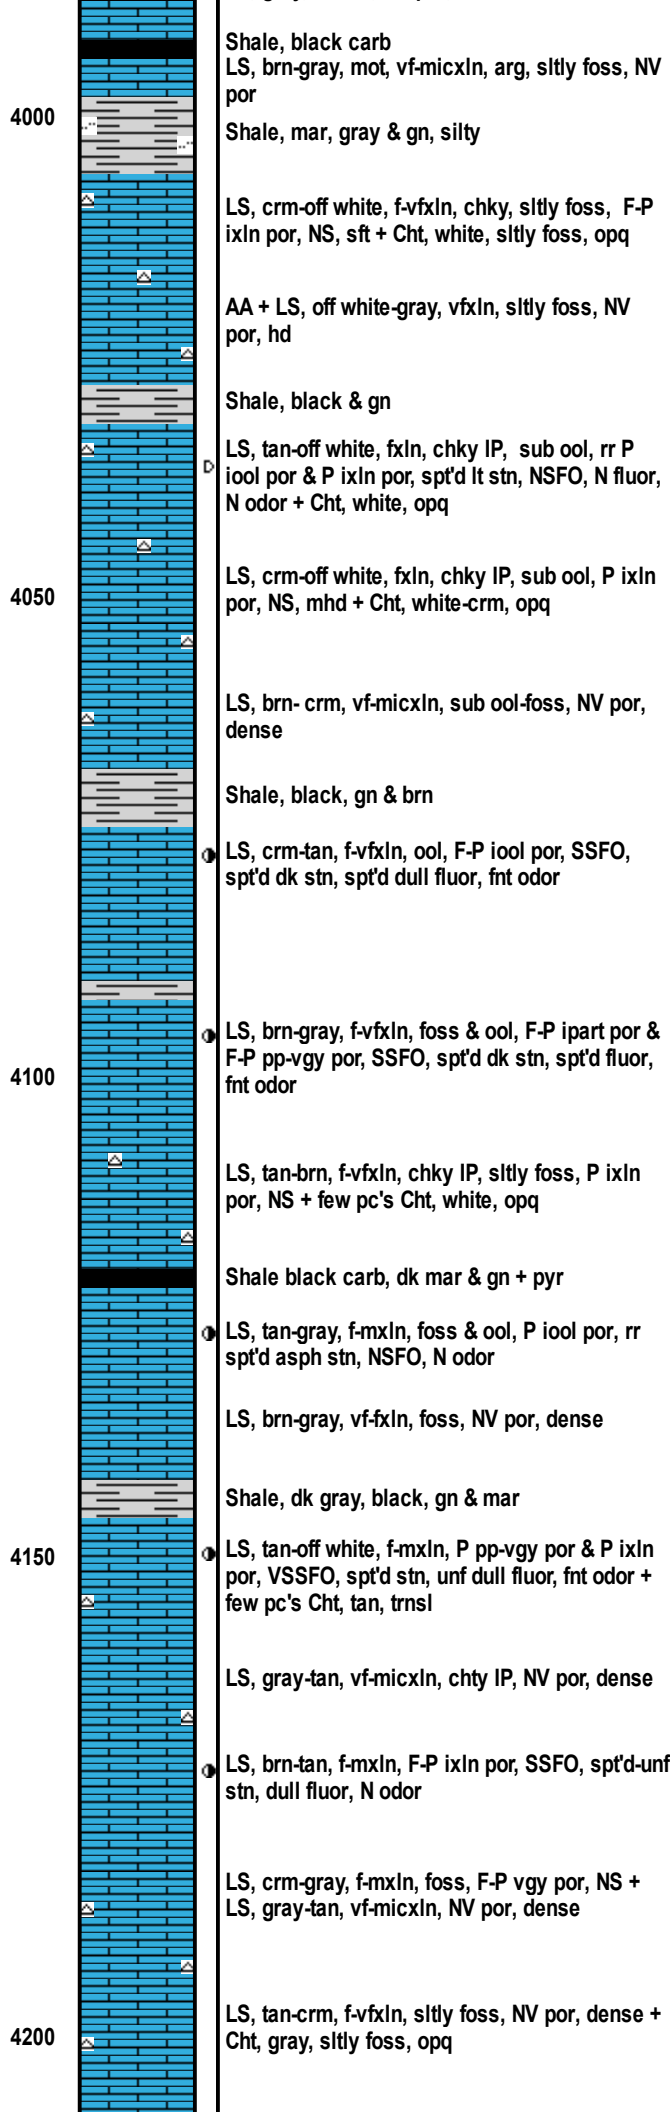 Shale, black carb
LS, brn-gray, mot, vf-micxln, arg, sltly foss, NV
por
4000
Shale, mar, gray & gn, silty
LS, crm-off white, f-vfxln, chky, sltly foss,  F-P
ixln por, NS, sft + Cht, white, sltly foss, opq
AA + LS, off white-gray, vfxln, sltly foss, NV
por, hd
Shale, black & gn
LS, tan-off white, fxln, chky IP,  sub ool, rr P
iool por & P ixln por, spt'd lt stn, NSFO, N fluor,
N odor + Cht, white, opq
D
LS, crm-off white, fxln, chky IP, sub ool, P ixln
por, NS, mhd + Cht, white-crm, opq
4050
LS, brn- crm, vf-micxln, sub ool-foss, NV por,
dense
Shale, black, gn & brn
LS, crm-tan, f-vfxln, ool, F-P iool por, SSFO,
spt'd dk stn, spt'd dull fluor, fnt odor
LS, brn-gray, f-vfxln, foss & ool, F-P ipart por &
F-P pp-vgy por, SSFO, spt'd dk stn, spt'd fluor,
fnt odor
4100
LS, tan-brn, f-vfxln, chky IP, sltly foss, P ixln
por, NS + few pc's Cht, white, opq
Shale black carb, dk mar & gn + pyr
LS, tan-gray, f-mxln, foss & ool, P iool por, rr
spt'd asph stn, NSFO, N odor
LS, brn-gray, vf-fxln, foss, NV por, dense
Shale, dk gray, black, gn & mar
4150
LS, tan-off white, f-mxln, P pp-vgy por & P ixln
por, VSSFO, spt'd stn, unf dull fluor, fnt odor +
few pc's Cht, tan, trnsl
LS, gray-tan, vf-micxln, chty IP, NV por, dense
LS, brn-tan, f-mxln, F-P ixln por, SSFO, spt'd-unf
stn, dull fluor, N odor
LS, crm-gray, f-mxln, foss, F-P vgy por, NS +
LS, gray-tan, vf-micxln, NV por, dense
LS, tan-crm, f-vfxln, sltly foss, NV por, dense +
Cht, gray, sltly foss, opq
4200